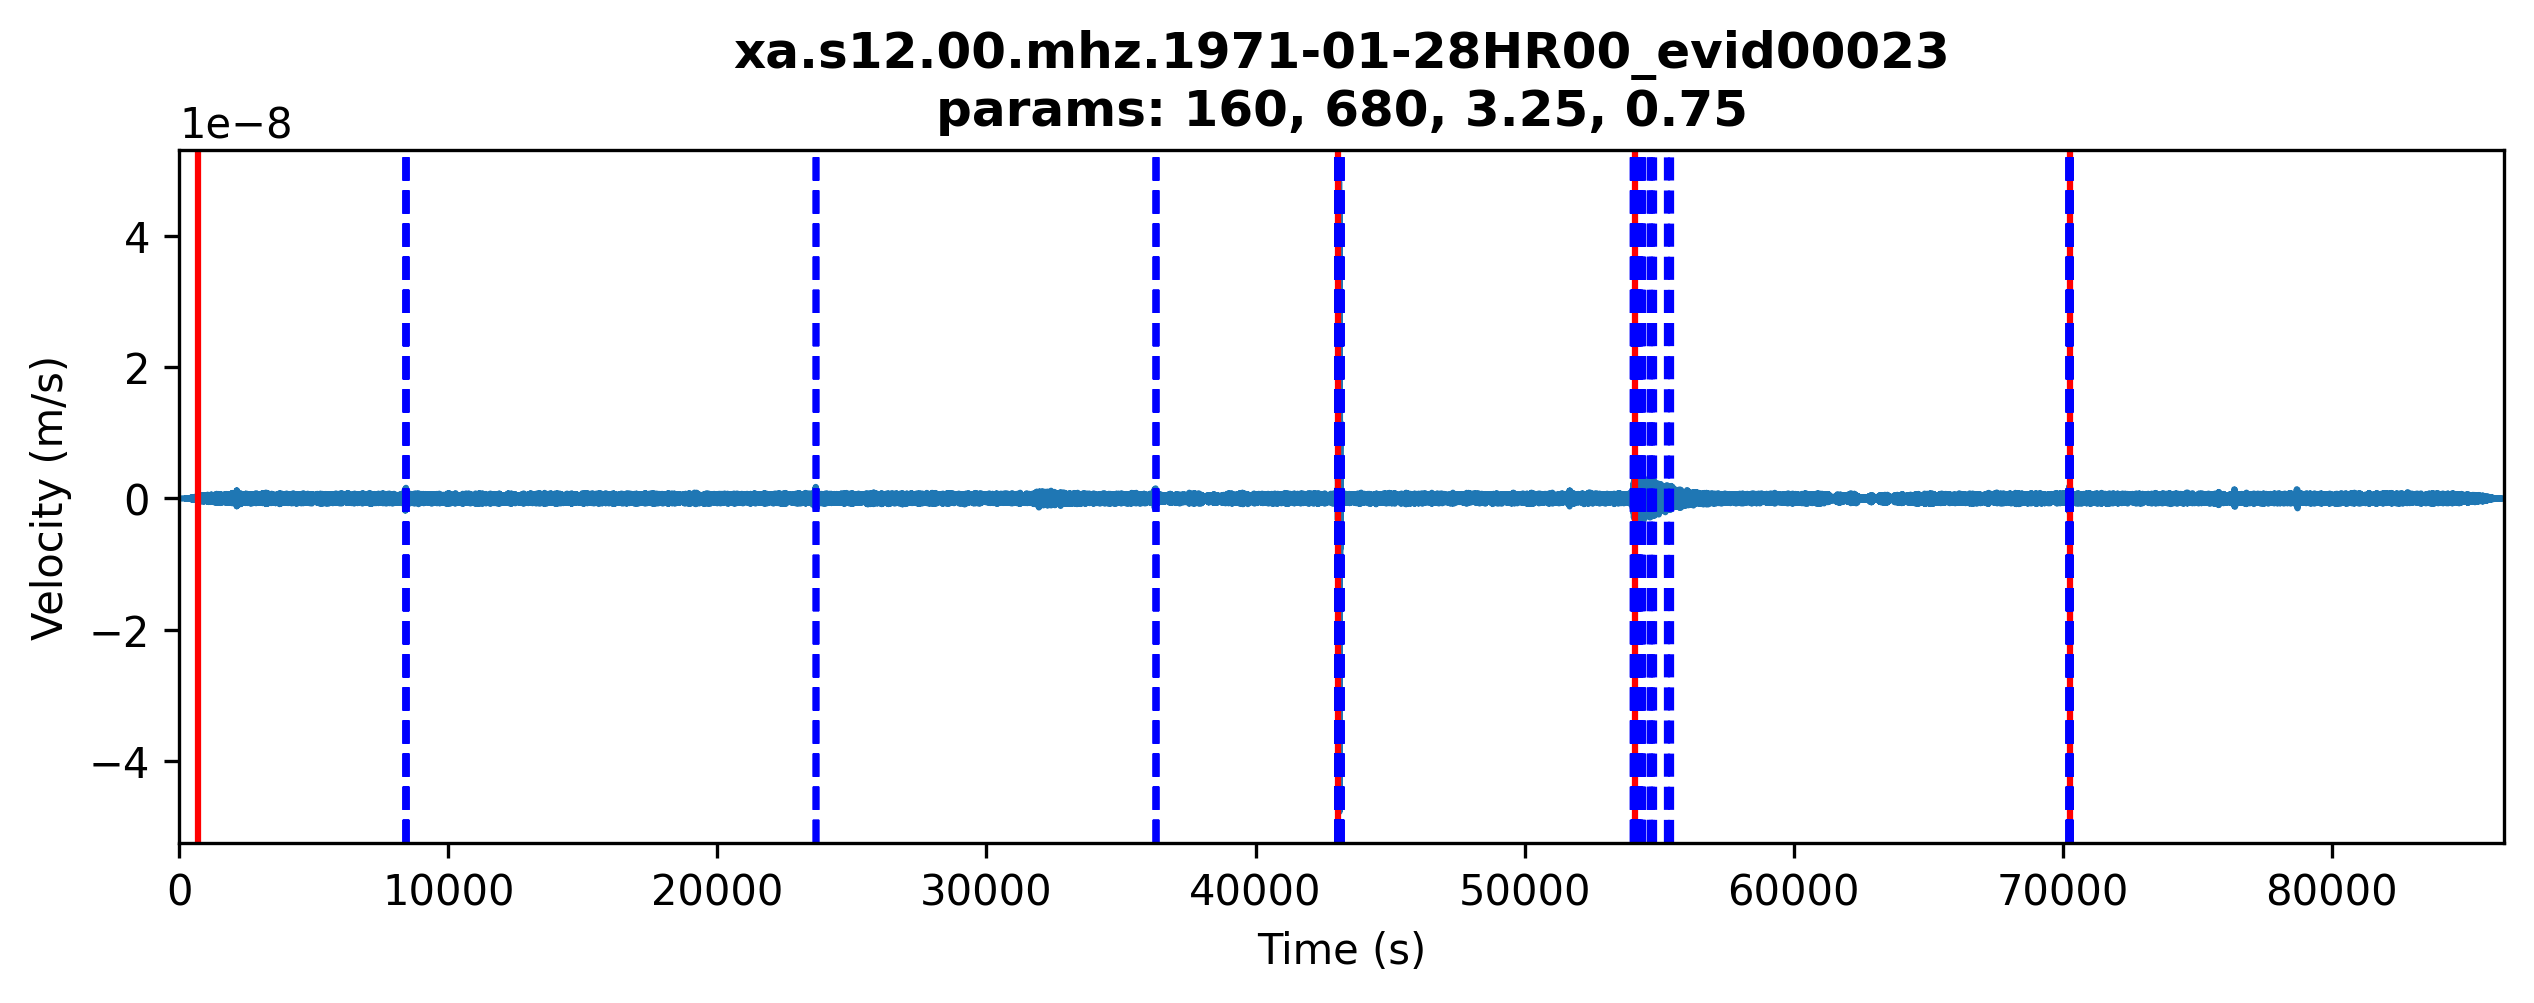 xa.s12.00.mhz.1971-01-28HR00_evid00023
params: 160, 680, 3.25, 0.75
1e−8
4
2
0
−2
−4
Velocity (m/s)
0 10000 20000 30000 40000 50000 60000 70000 80000
Time (s)